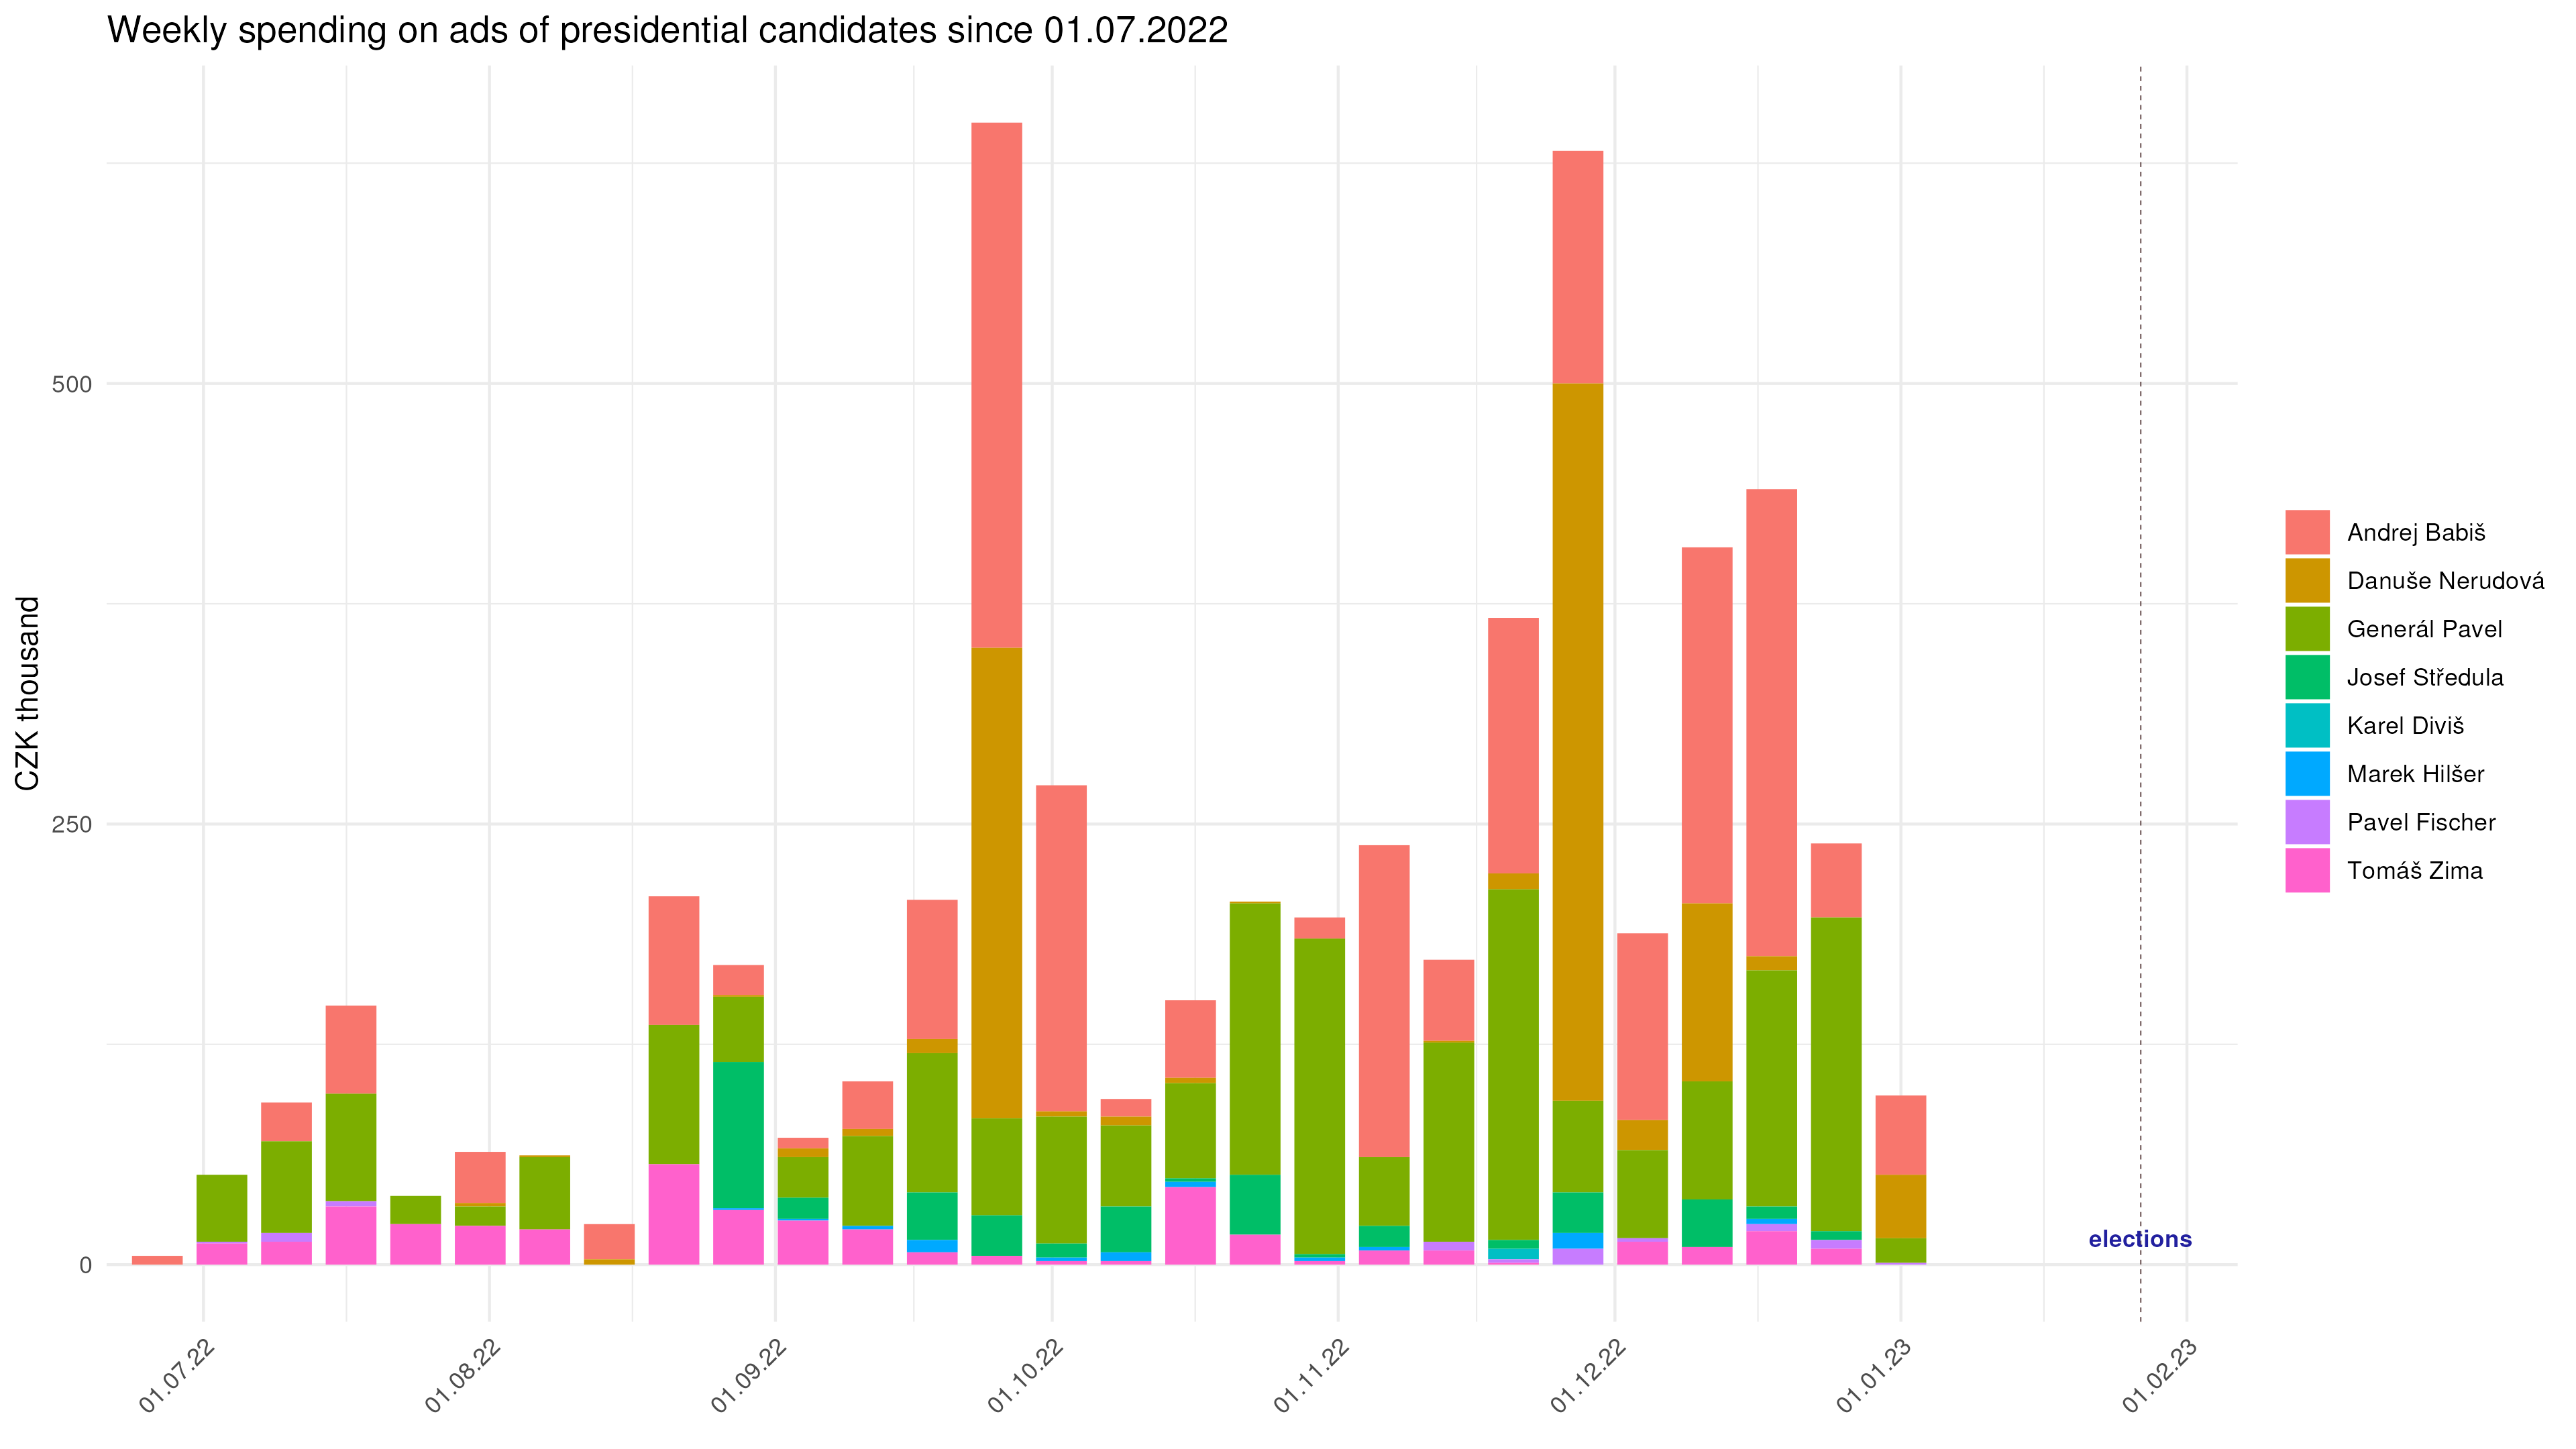 Weekly spending on ads of presidential candidates since 01.07.2022
CZK thousand
500
250
0
elections
01.07.22
01.08.22
01.09.22
01.10.22
01.11.22
01.12.22
01.01.23
01.02.23
Andrej Babiš
Danuše Nerudová
Generál Pavel
Josef Středula
Karel Diviš
Marek Hilšer
Pavel Fischer
Tomáš Zima